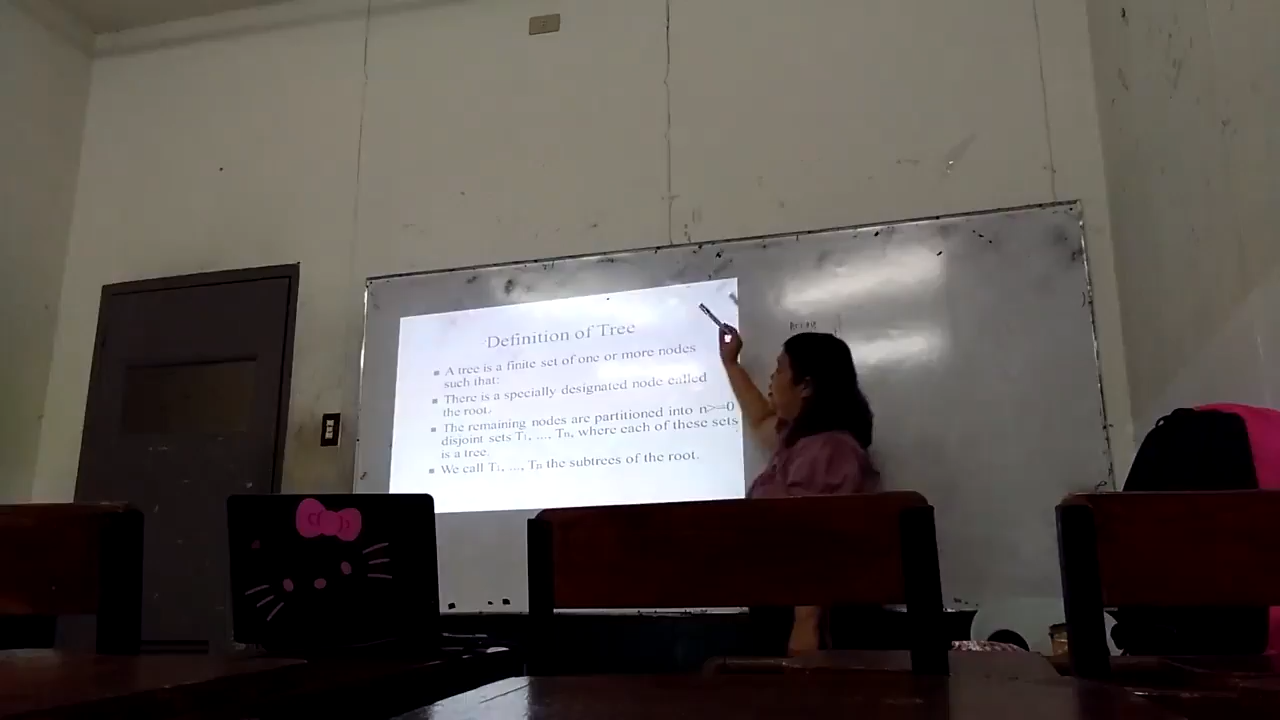 Definition of Tree
A tree is a finite set of one or more nodes
such that:
There is a specially designated node called
the root.
The remaining nodes are partitioned into n>=0
disjoint sets T1, ..., Tn, where each of these sets
is a tree.
We call T1, ..., Tn the subtrees of the root.